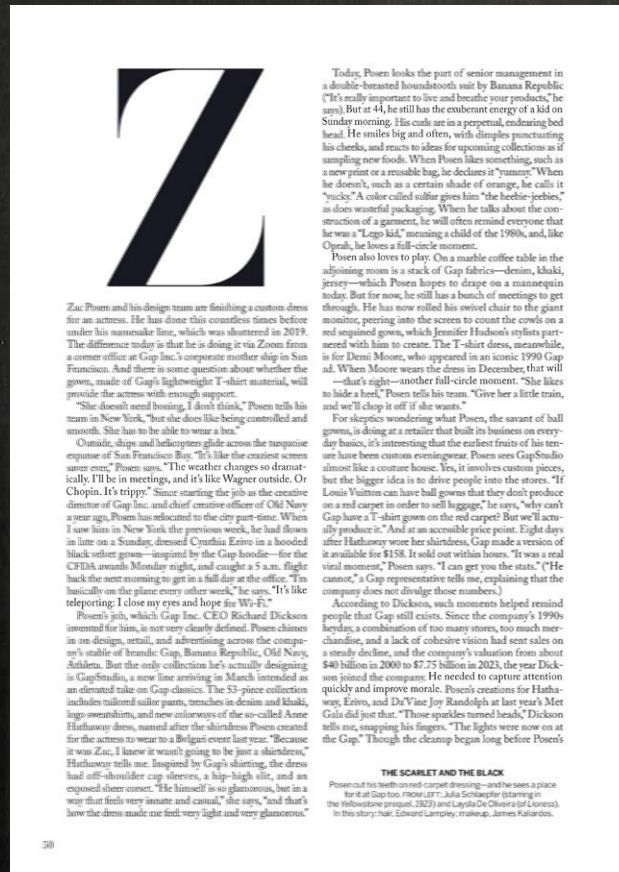 Z
Zac Posen and his design team are finishing a custom dress
for an actress. He has done this countless times before
under his namesake line, which was shuttered in 2019.
The difference today is that he is doing it via Zoom from
a corner office at Gap Inc.'s corporate mother ship in San
Francisco. And there is some question about whether the
gown, made of Gap's lightweight T-shirt material, will
provide the actress with enough support.
"She doesn't need boning, I don't think," Posen tells his
team in New York, "but she does like being controlled and
smooth. She has to be able to wear a bra."
Outside, ships and helicopters glide across the turquoise
expanse of San Francisco Bay. "It's like the craziest screen
saver ever," Posen says. "The weather changes so dramat-
ically. I'll be in meetings, and it's like Wagner outside. Or
Chopin. It's trippy." Since starting the job as the creative
director of Gap Inc. and chief creative officer of Old Navy
a year ago, Posen has relocated to the city part-time. When
I saw him in New York the previous week, he had flown
in late on a Sunday, dressed Cynthia Erivo in a hooded
black velvet gown—inspired by the Gap hoodie—for the
CFDA awards Monday night, and caught a 5 a.m. flight
back the next morning to get in a full day at the office. "I'm
basically on the plane every other week," he says. "It's like
teleporting: I close my eyes and hope for Wi-Fi."
Posen's job, which Gap Inc. CEO Richard Dickson
invented for him, is not very clearly defined. Posen chimes
in on design, retail, and advertising across the compa-
ny's stable of brands: Gap, Banana Republic, Old Navy,
Athleta. But the only collection he's actually designing
is GapStudio, a new line arriving in March intended as
an elevated take on Gap classics. The 53-piece collection
includes tailored sailor pants, trenches in denim and khaki,
logo sweatshirts, and new colorways of the so-called Anne
Hathaway dress, named after the shirtdress Posen created
for the actress to wear to a Bulgari event last year. "Because
it was Zac, I knew it wasn't going to be just a shirtdress,"
Hathaway tells me. Inspired by Gap's shirting, the dress
had off-shoulder cup sleeves, a hip-high slit, and an
exposed sheer corset. "He himself is so glamorous, but in a
way that feels very innate and casual," she says, "and that's
how the dress made me feel: very light and very glamorous."
Today, Posen looks the part of senior management in
a double-breasted houndstooth suit by Banana Republic
("It's really important to live and breathe your products," he
says). But at 44, he still has the exuberant energy of a kid on
Sunday morning. His curls are in a perpetual, endearing bed
head. He smiles big and often, with dimples punctuating
his cheeks, and reacts to ideas for upcoming collections as if
sampling new foods. When Posen likes something, such as
a new print or a reusable bag, he declares it "yummy." When
he doesn't, such as a certain shade of orange, he calls it
"yucky." A color called sulfur gives him "the heebie-jeebies,"
as does wasteful packaging. When he talks about the con-
struction of a garment, he will often remind everyone that
he was a "Lego kid," meaning a child of the 1980s, and, like
Oprah, he loves a full-circle moment.
Posen also loves to play. On a marble coffee table in the
adjoining room is a stack of Gap fabrics—denim, khaki,
jersey—which Posen hopes to drape on a mannequin
today. But for now, he still has a bunch of meetings to get
through. He has now rolled his swivel chair to the giant
monitor, peering into the screen to count the cowls on a
red sequined gown, which Jennifer Hudson's stylists part-
nered with him to create. The T-shirt dress, meanwhile,
is for Demi Moore, who appeared in an iconic 1990 Gap
ad. When Moore wears the dress in December, that will
—that's right—another full-circle moment. "She likes
to hide a heel," Posen tells his team. "Give her a little train,
and we'll chop it off if she wants."
For skeptics wondering what Posen, the savant of ball
gowns, is doing at a retailer that built its business on every-
day basics, it's interesting that the earliest fruits of his ten-
ure have been custom eveningwear. Posen sees GapStudio
almost like a couture house. Yes, it involves custom pieces,
but the bigger idea is to drive people into the stores. "If
Louis Vuitton can have ball gowns that they don't produce
on a red carpet in order to sell luggage," he says, "why can't
Gap have a T-shirt gown on the red carpet? But we'll actu-
ally produce it." And at an accessible price point. Eight days
after Hathaway wore her shirtdress, Gap made a version of
it available for $158. It sold out within hours. "It was a real
viral moment," Posen says. "I can get you the stats." ("He
cannot," a Gap representative tells me, explaining that the
company does not divulge those numbers.)
According to Dickson, such moments helped remind
people that Gap still exists. Since the company's 1990s
heyday, a combination of too many stores, too much mer-
chandise, and a lack of cohesive vision had sent sales on
a steady decline, and the company's valuation from about
$40 billion in 2000 to $7.75 billion in 2023, the year Dick-
son joined the company. He needed to capture attention
quickly and improve morale. Posen's creations for Hatha-
way, Erivo, and Da'Vine Joy Randolph at last year's Met
Gala did just that. "Those sparkles turned heads," Dickson
tells me, snapping his fingers. "The lights were now on at
the Gap." Though the cleanup began long before Posen's
THE SCARLET AND THE BLACK
Posen cut his teeth on red carpet dressing—and he sees a place
for it at Gap too. FROM LEFT: Julia Schlaepfer (starring in
the Yellowstone prequel, 1923) and Laysla De Oliveira (of Lioness).
In this story: hair, Edward Lampley; makeup, James Kaliardos.
50